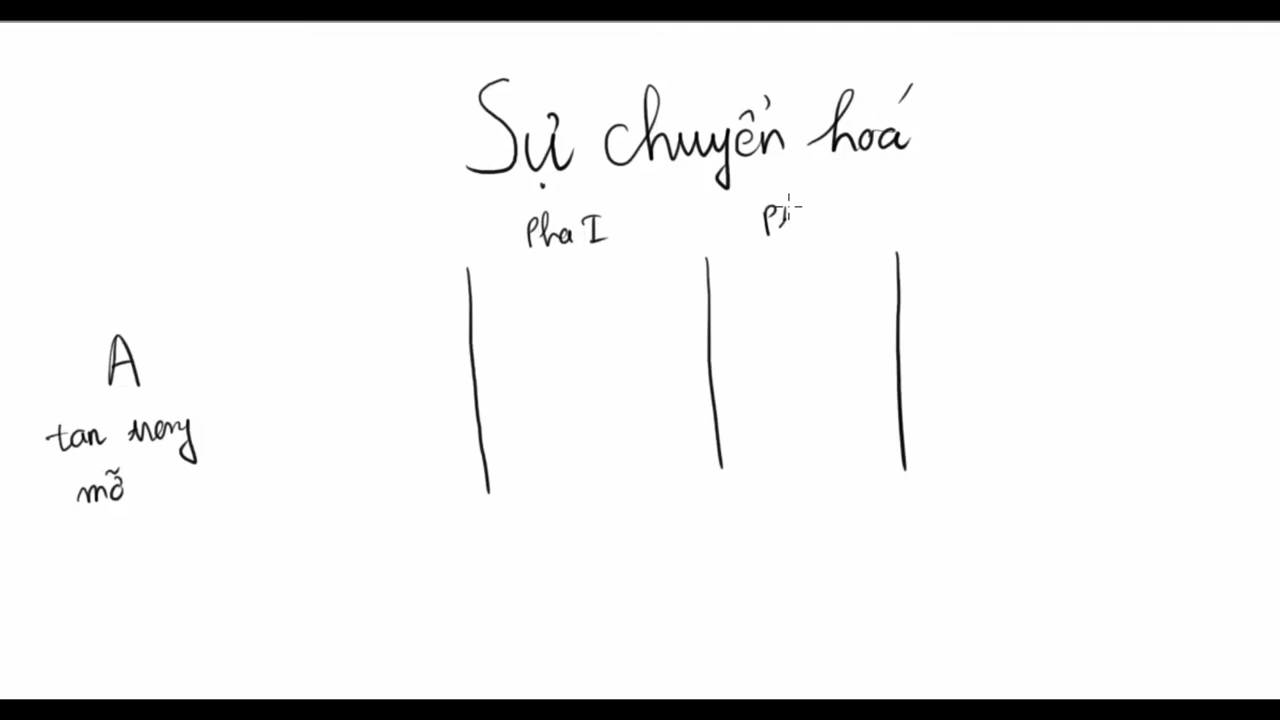 Sự chuyển hoá
Pha I
A
tan trong
mỡ